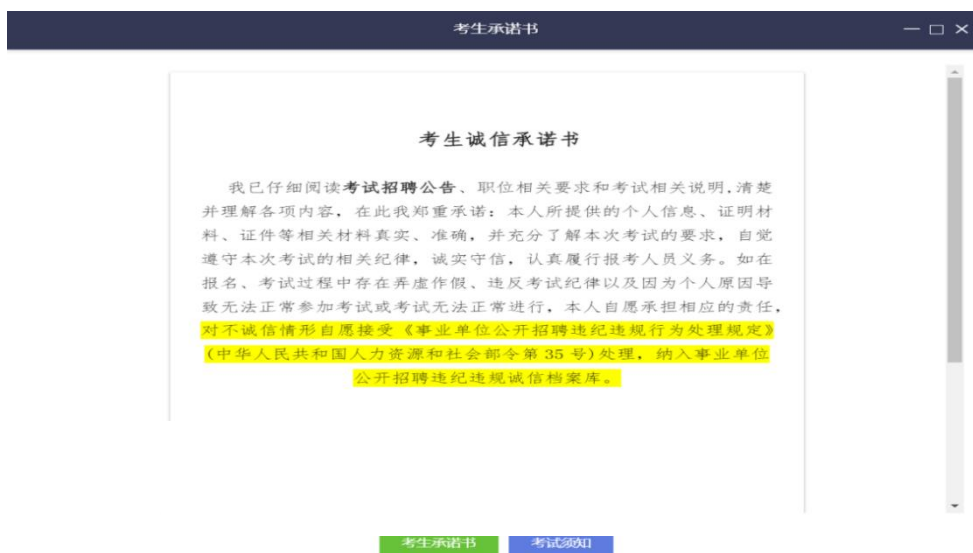 考生承诺书
考生诚信承诺书
我已仔细阅读考试招聘公告、职位相关要求和考试相关说明,清楚
并理解各项内容，在此我郑重承诺：本人所提供的个人信息、证明材
料、证件等相关材料真实、准确，并充分了解本次考试的要求，自觉
遵守本次考试的相关纪律，诚实守信，认真履行报考人员义务。如在
报名、考试过程中存在弄虚作假、违反考试纪律以及因为个人原因导
致无法正常参加考试或考试无法正常进行，本人自愿承担相应的责任，
对不诚信情形自愿接受《事业单位公开招聘违纪违规行为处理规定》
(中华人民共和国人力资源和社会部令第 35 号)处理，纳入事业单位
公开招聘违纪违规诚信档案库。
考生承诺书 考试须知